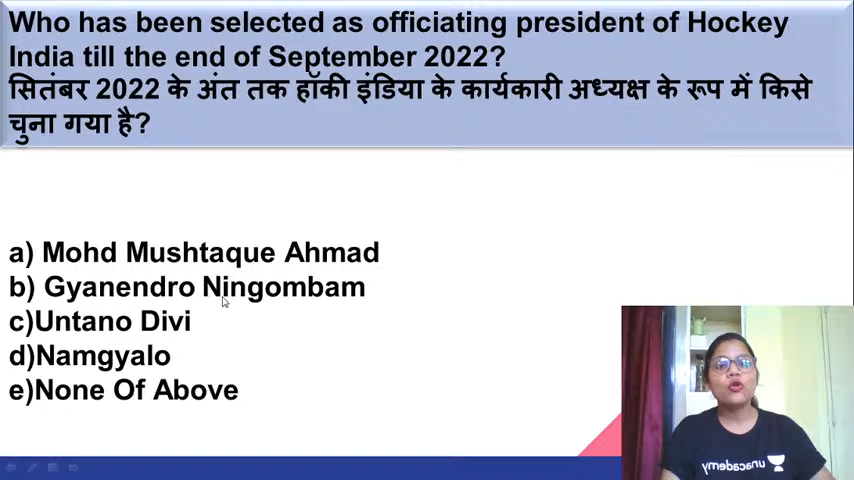 Who has been selected as officiating president of Hockey
India till the end of September 2022?
सितंबर 2022 के अंत तक हॉकी इंडिया के कार्यकारी अध्यक्ष के रूप में किसे
चुना गया है?
a) Mohd Mushtaque Ahmad
b) Gyanendro Ningombam
c)Untano Divi
d)Namgyalo
e)None Of Above
unacademy